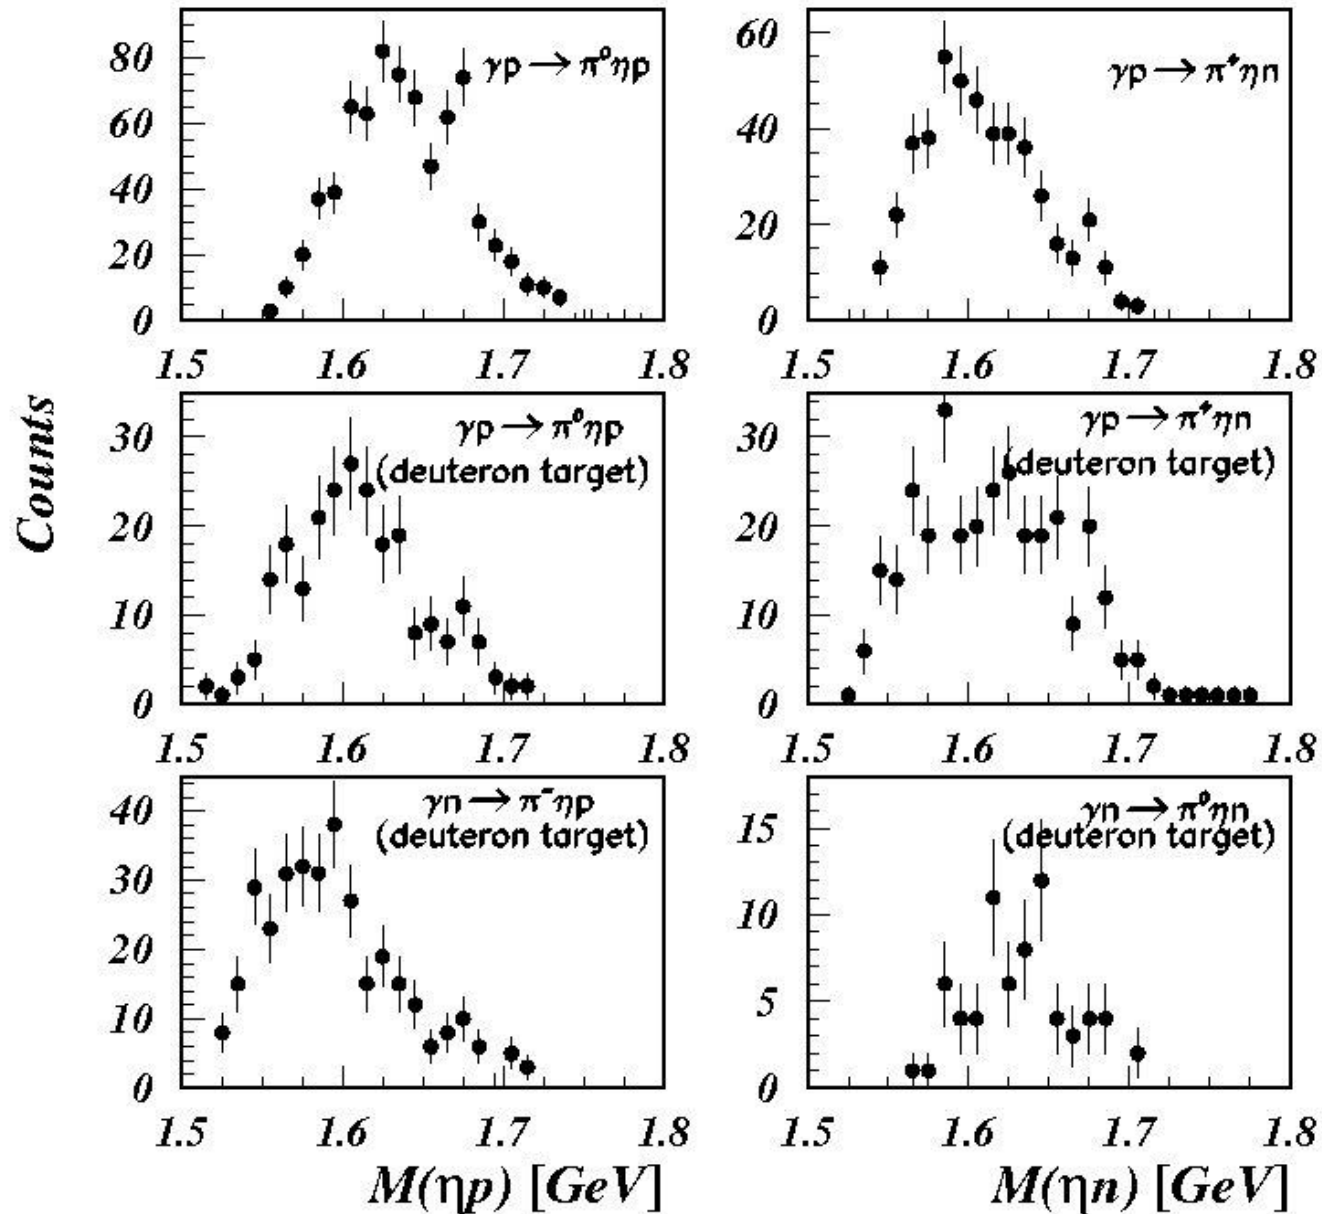 Counts
80
60
40
20
0
γp → π⁰ηp
1.5 1.6 1.7 1.8
60
40
20
0
γp → π⁺ηn
1.5 1.6 1.7 1.8
30
20
10
0
γp → π⁰ηp
(deuteron target)
1.5 1.6 1.7 1.8
30
20
10
0
γp → π⁺ηn
(deuteron target)
1.5 1.6 1.7 1.8
40
30
20
10
0
γn → π⁻ηp
(deuteron target)
1.5 1.6 1.7 1.8
M(ηp) [GeV]
15
10
5
0
γn → π⁰ηn
(deuteron target)
1.5 1.6 1.7 1.8
M(ηn) [GeV]